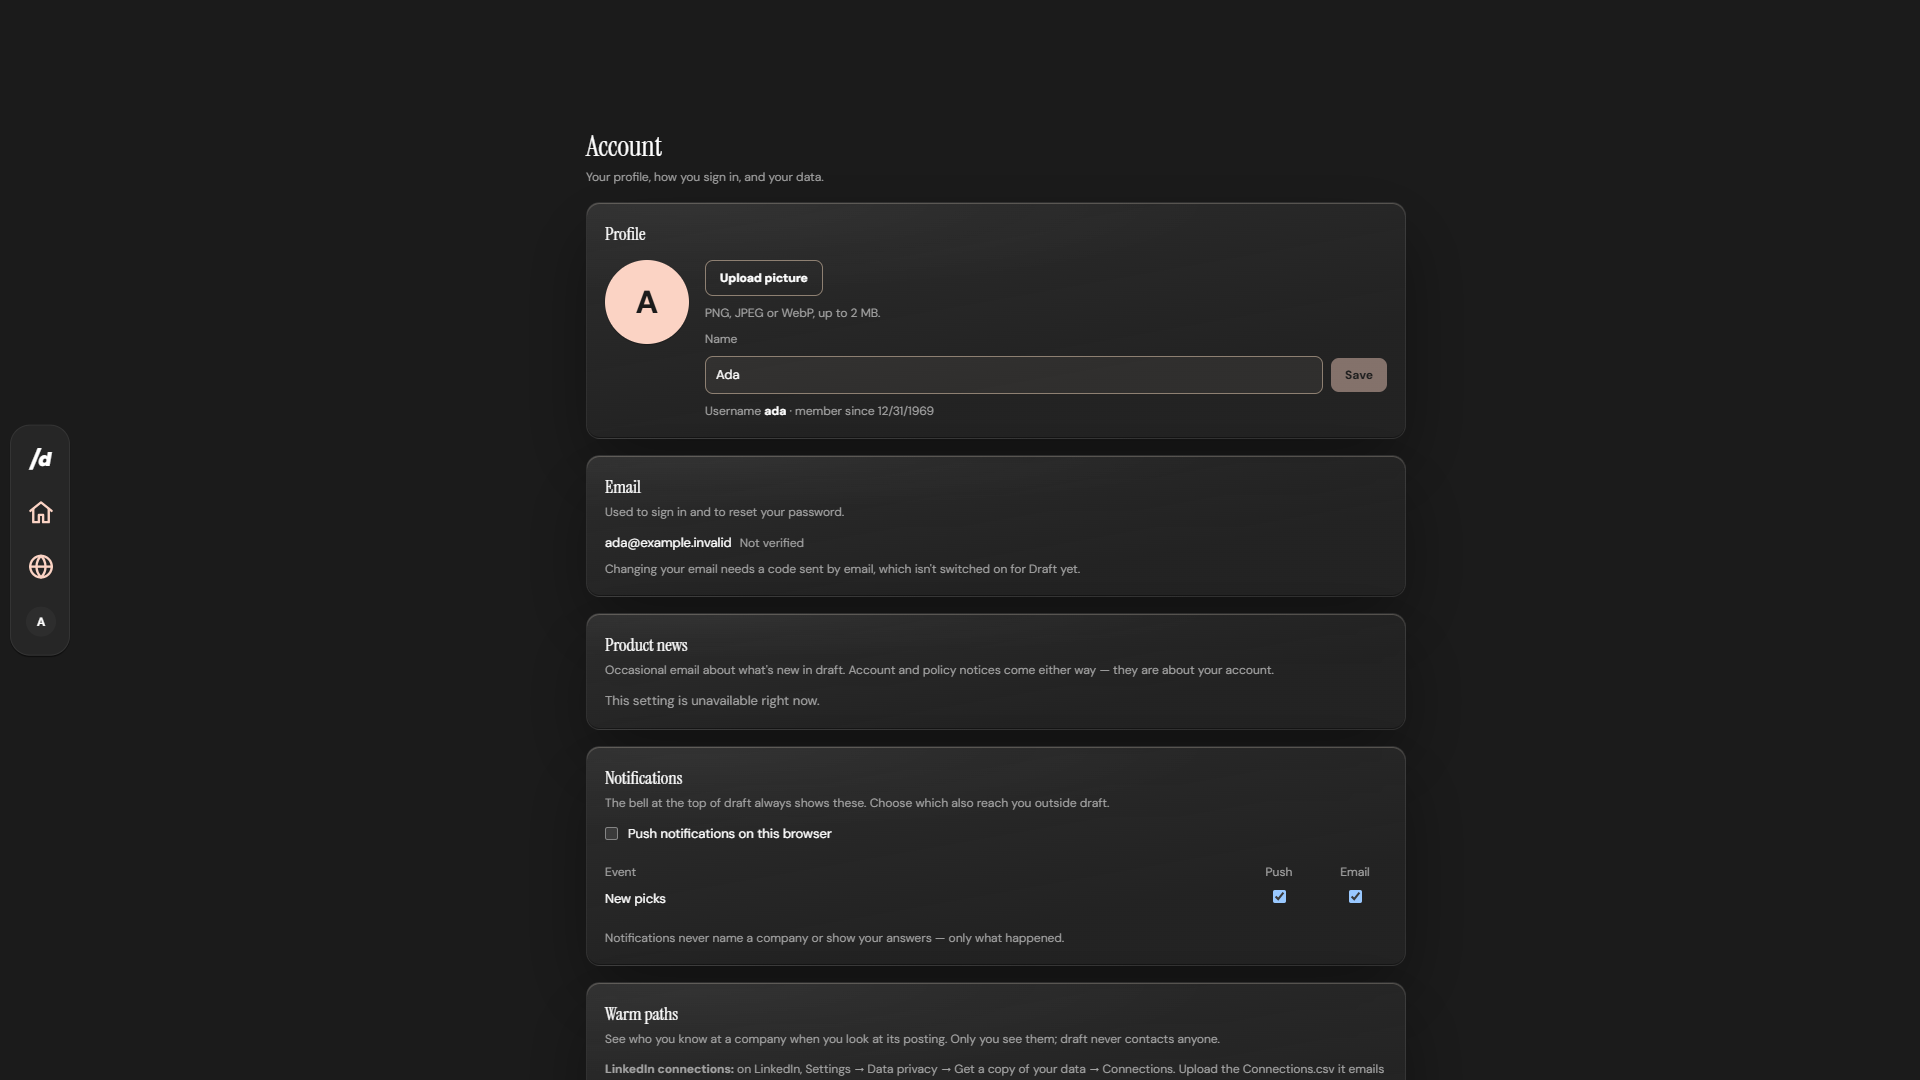 Account
Your profile, how you sign in, and your data.
Profile
A
Upload picture
PNG, JPEG or WebP, up to 2 MB.
Name
Ada
Save
Username ada · member since 12/31/1969
/d
A
Email
Used to sign in and to reset your password.
ada@example.invalid Not verified
Changing your email needs a code sent by email, which isn't switched on for Draft yet.
Product news
Occasional email about what's new in draft. Account and policy notices come either way — they are about your account.
This setting is unavailable right now.
Notifications
The bell at the top of draft always shows these. Choose which also reach you outside draft.
Push notifications on this browser
Event Push Email
New picks
Notifications never name a company or show your answers — only what happened.
Warm paths
See who you know at a company when you look at its posting. Only you see them; draft never contacts anyone.
LinkedIn connections: on LinkedIn, Settings → Data privacy → Get a copy of your data → Connections. Upload the Connections.csv it emails